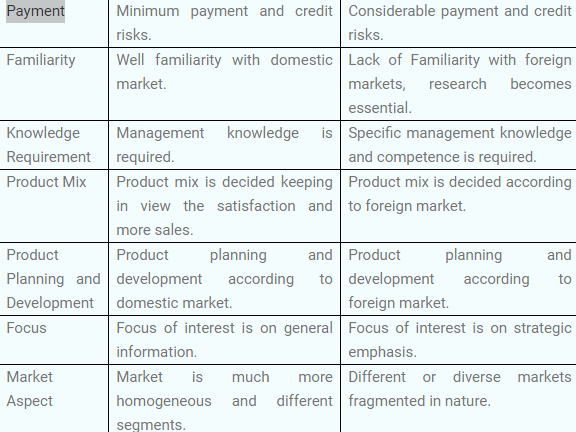 Payment
Minimum payment and credit
risks.
Considerable payment and credit
risks.
Familiarity
Well familiarity with domestic
market.
Lack of Familiarity with foreign
markets, research becomes
essential.
Knowledge
Requirement
Management knowledge is
required.
Specific management knowledge
and competence is required.
Product Mix
Product mix is decided keeping
in view the satisfaction and
more sales.
Product mix is decided according
to foreign market.
Product
Planning and
Development
Product planning and
development according to
domestic market.
Product planning and
development according to
foreign market.
Focus
Focus of interest is on general
information.
Focus of interest is on strategic
emphasis.
Market
Aspect
Market is much more
homogeneous and different
segments.
Different or diverse markets
fragmented in nature.